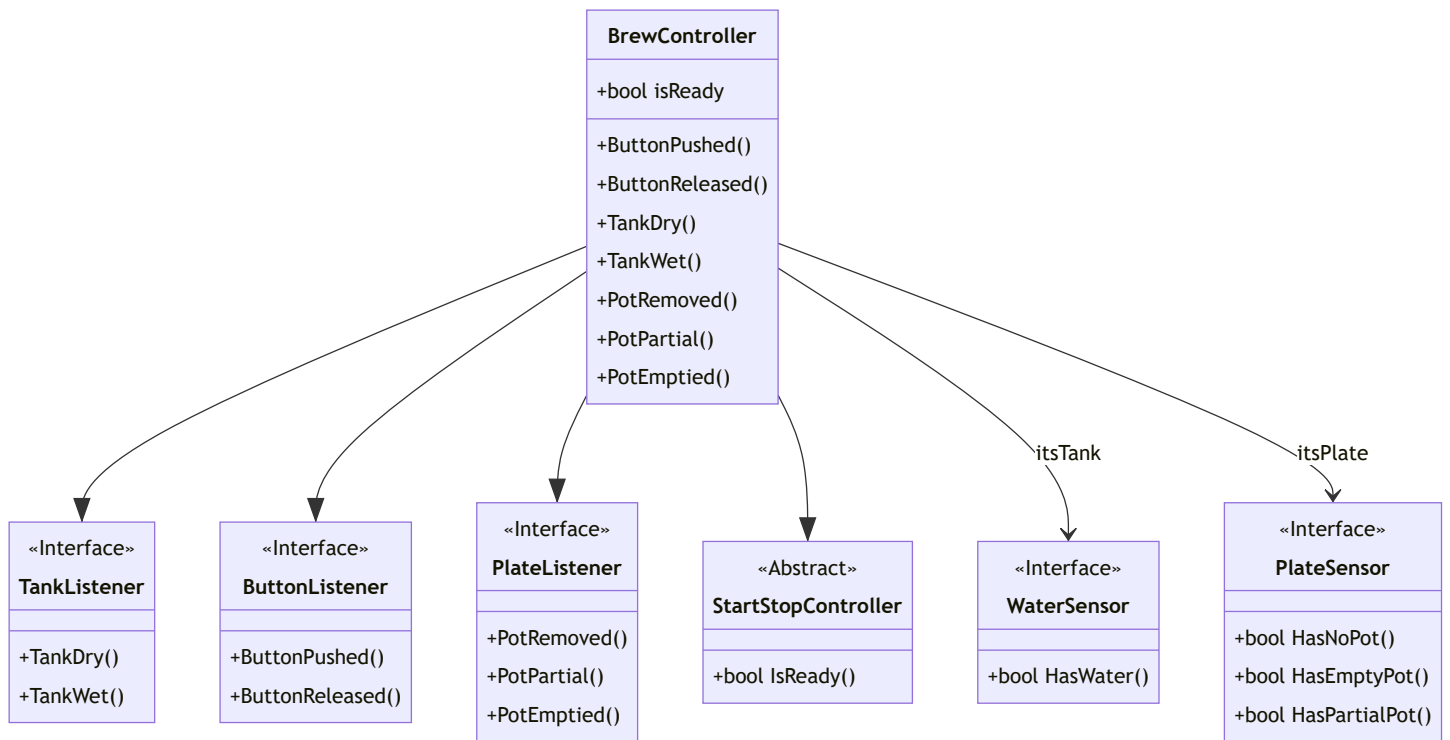 BrewController
+bool isReady
+ButtonPushed()
+ButtonReleased()
+TankDry()
+TankWet()
+PotRemoved()
+PotPartial()
+PotEmptied()
itsTank
itsPlate
«Interface»
TankListener
+TankDry()
+TankWet()
«Interface»
ButtonListener
+ButtonPushed()
+ButtonReleased()
«Interface»
PlateListener
+PotRemoved()
+PotPartial()
+PotEmptied()
«Abstract»
StartStopController
+bool IsReady()
«Interface»
WaterSensor
+bool HasWater()
«Interface»
PlateSensor
+bool HasNoPot()
+bool HasEmptyPot()
+bool HasPartialPot()